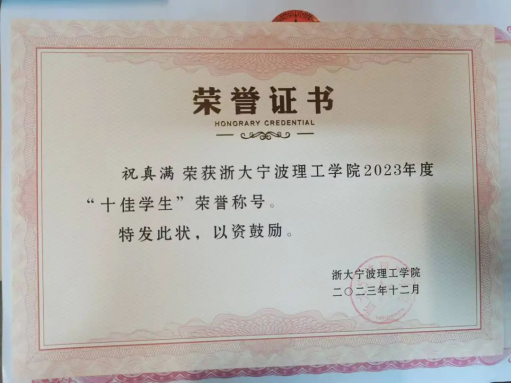 荣誉证书
HONORARY CREDENTIAL
祝真满 荣获浙大宁波理工学院2023年度
“十佳学生”荣誉称号。
特发此状，以资鼓励。
浙大宁波理工学院
二〇二三年十二月